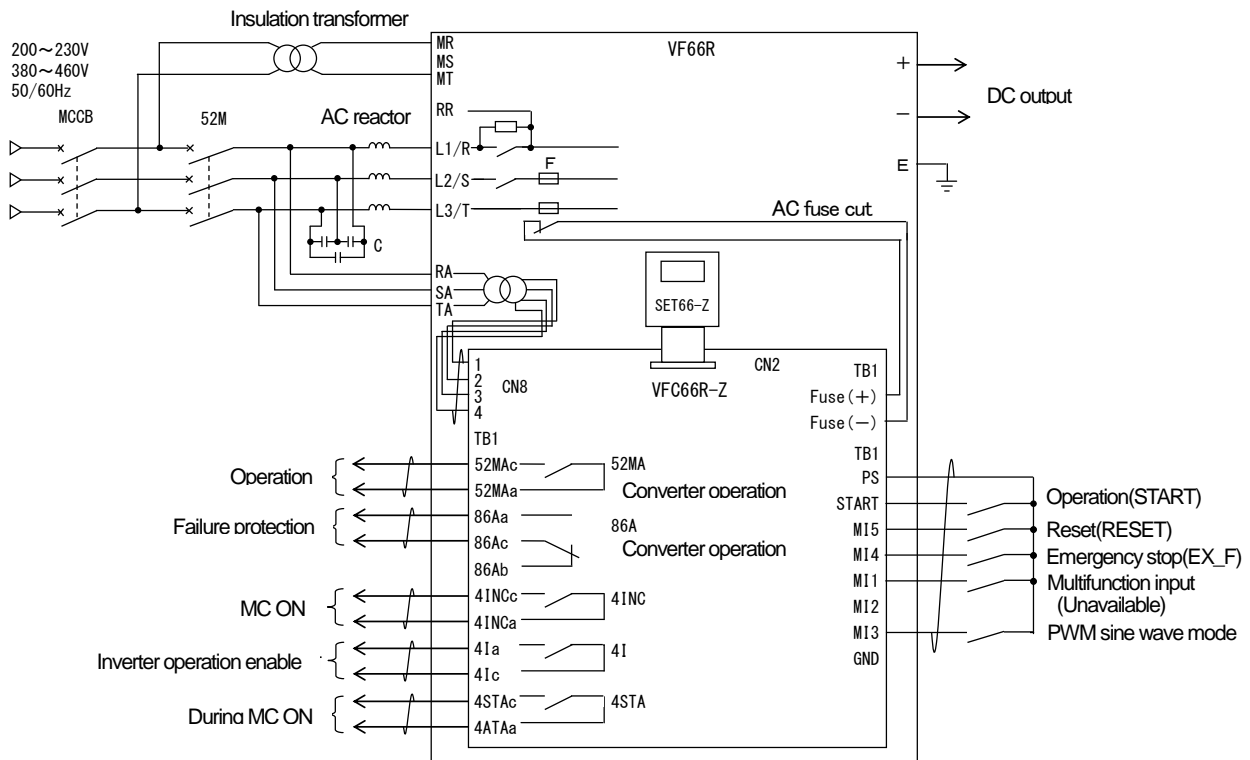 Insulation transformer
200～230V
380～460V
50/60Hz
MCCB
52M
AC reactor
MR
MS
MT
VF66R
RR
L1/R
L2/S
L3/T
F
C
+
−
DC output
E
AC fuse cut
RA
SA
TA
SET66-Z
CN2
VFC66R-Z
1
2
3
4
CN8
TB1
Fuse(+)
Fuse(−)
TB1
52MAc
52MAa
52MA
Converter operation
Operation
86Aa
86Ac
86Ab
86A
Converter operation
Failure protection
4INCc
4INCa
4INC
MC ON
4Ia
4Ic
4I
Inverter operation enable
4STAc
4ATAa
4STA
During MC ON
TB1
PS
START
MI5
MI4
MI1
MI2
MI3
GND
Operation(START)
Reset(RESET)
Emergency stop(EX_F)
Multifunction input
(Unavailable)
PWM sine wave mode